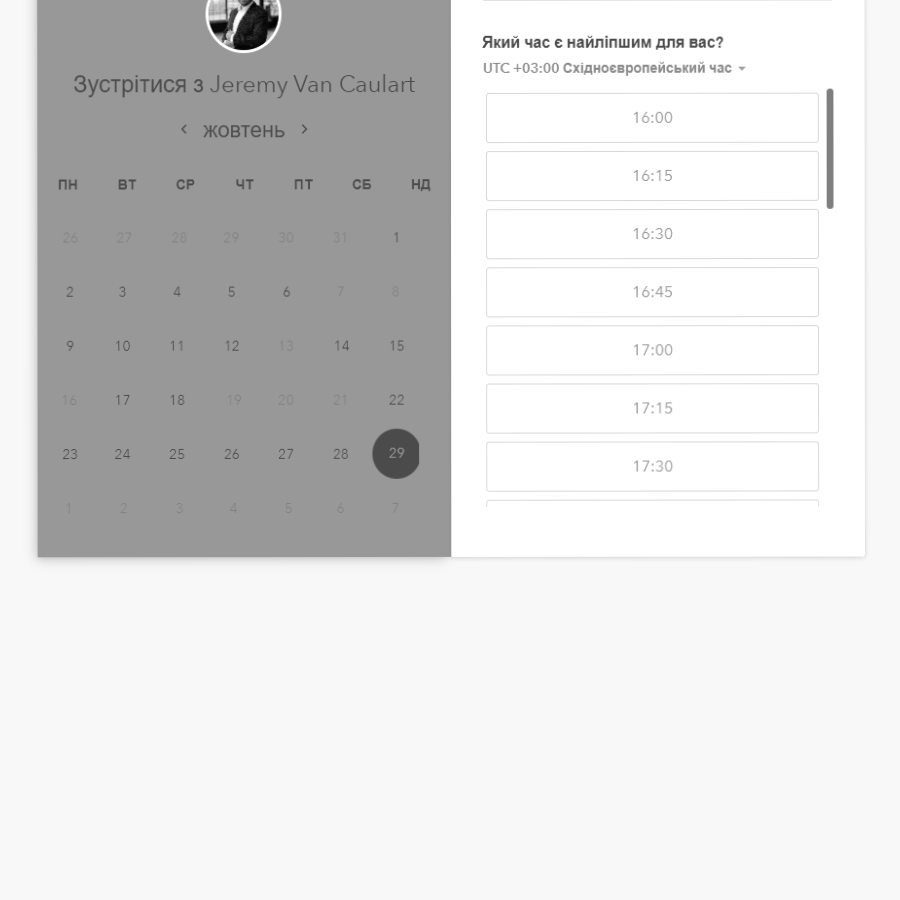 Зустрітися з Jeremy Van Caulart
жовтень
ПН ВТ СР ЧТ ПТ СБ НД
26 27 28 29 30 31 1
2 3 4 5 6 7 8
9 10 11 12 13 14 15
16 17 18 19 20 21 22
23 24 25 26 27 28 29
1 2 3 4 5 6 7
Який час є найліпшим для вас?
UTC +03:00 Східноєвропейський час
16:00
16:15
16:30
16:45
17:00
17:15
17:30